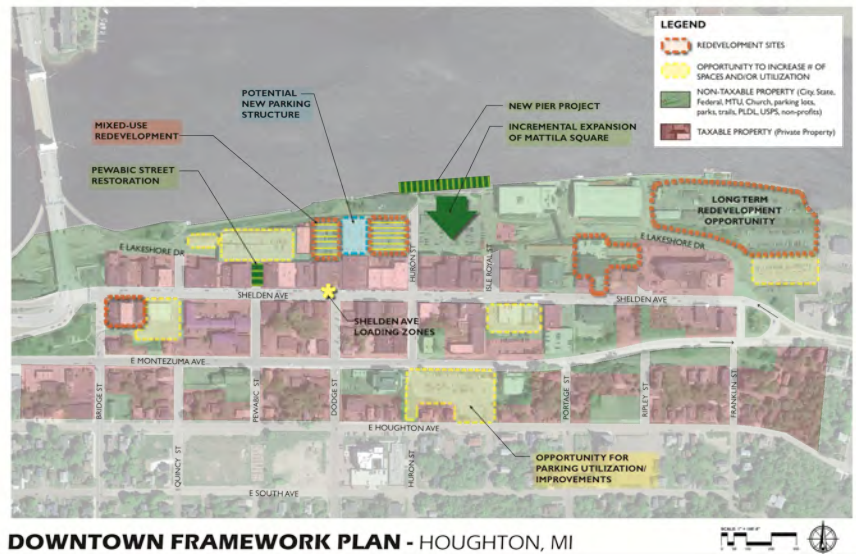 LEGEND
REDEVELOPMENT SITES
OPPORTUNITY TO INCREASE # OF
SPACES AND/OR UTILIZATION
NON-TAXABLE PROPERTY (City, State,
Federal, MTU, Church, parking lots,
parks, trails, PLDL, USPS, non-profits)
TAXABLE PROPERTY (Private Property)
POTENTIAL
NEW PARKING
STRUCTURE
NEW PIER PROJECT
MIXED-USE
REDEVELOPMENT
INCREMENTAL EXPANSION
OF MATTILA SQUARE
PEWABIC STREET
RESTORATION
LONG TERM
REDEVELOPMENT
OPPORTUNITY
E LAKESHORE DR
E LAKESHORE DR
HURON ST
ISLE ROYAL ST
SHELDEN AVE
SHELDEN AVE
SHELDEN AVE
LOADING ZONES
E MONTEZUMA AVE
BRIDGE ST
QUINCY ST
PEWABIC ST
DODGE ST
HURON ST
PORTAGE ST
RIPLEY ST
FRANKLIN ST
E HOUGHTON AVE
OPPORTUNITY FOR
PARKING UTILIZATION/
IMPROVEMENTS
E SOUTH AVE
DOWNTOWN FRAMEWORK PLAN - HOUGHTON, MI